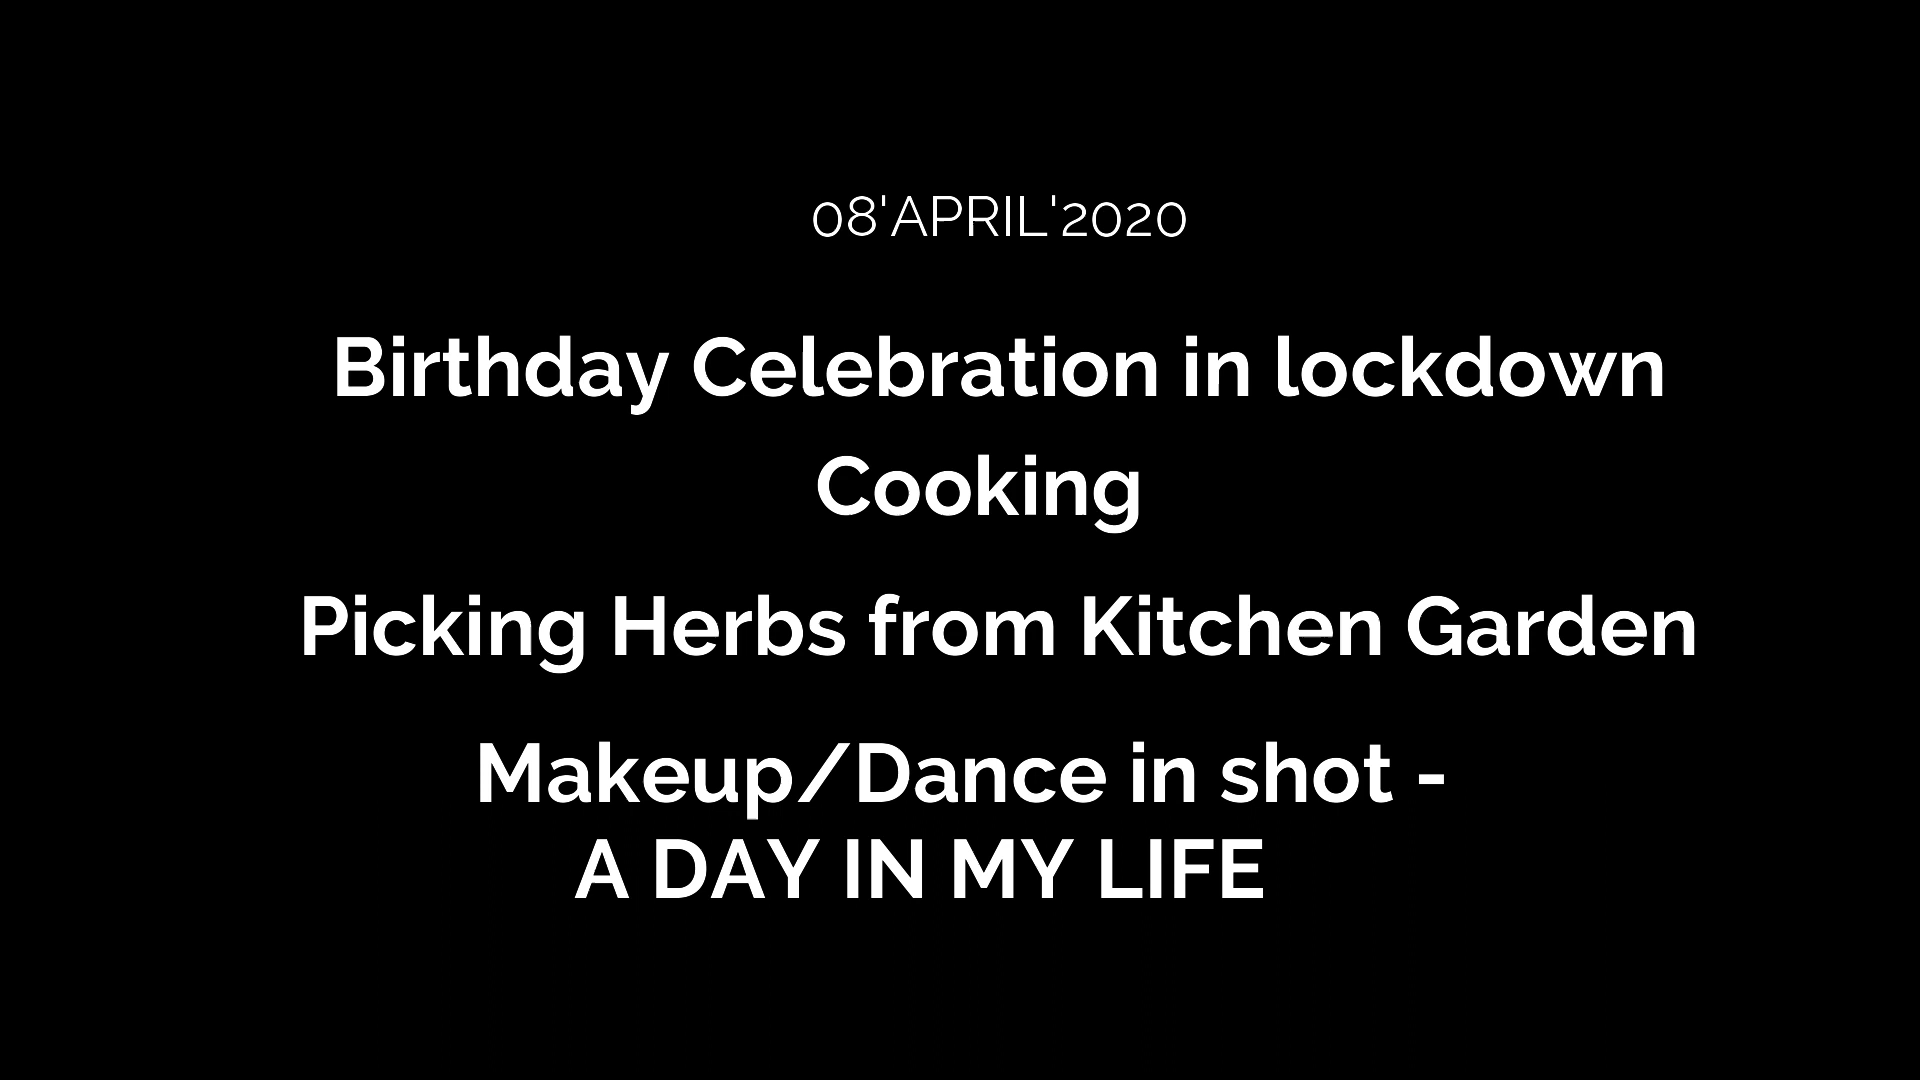 08'APRIL'2020
Birthday Celebration in lockdown
Cooking
Picking Herbs from Kitchen Garden
Makeup/Dance in shot -
A DAY IN MY LIFE